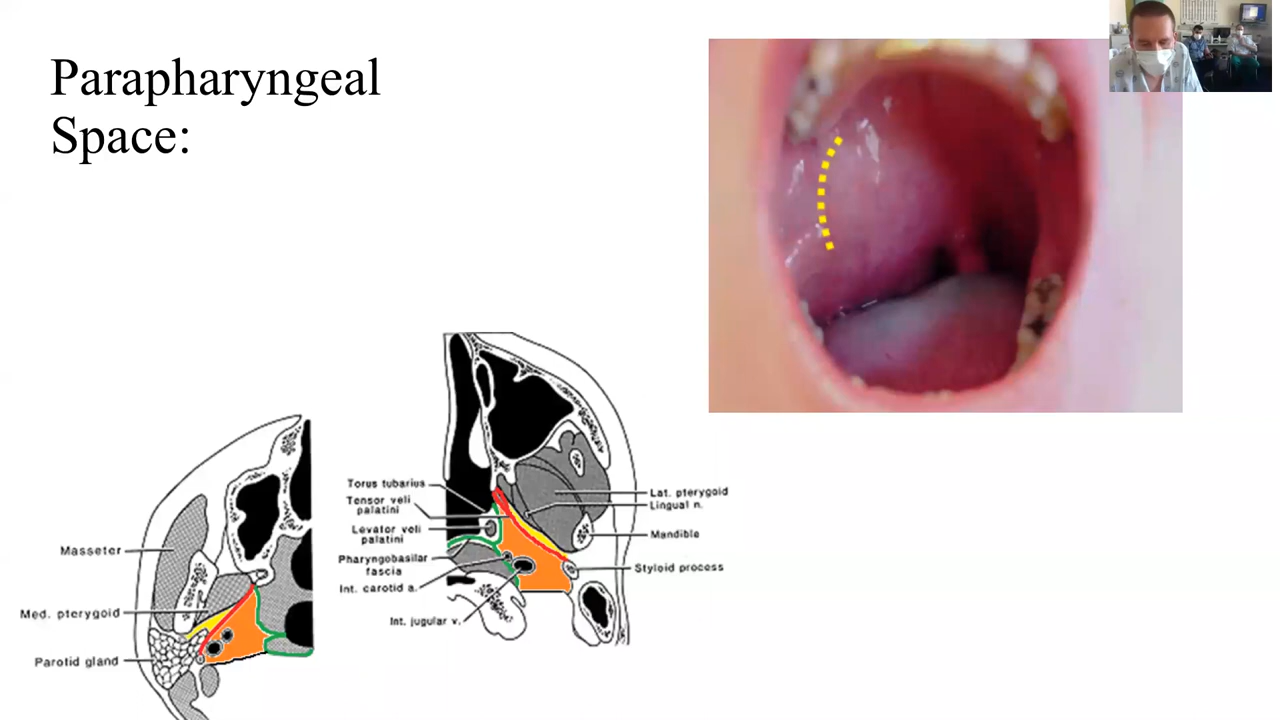 Parapharyngeal
Space:
Torus tubarius
Tensor veli
palatini
Levator veli
palatini
Pharyngobasilar
fascia
Int. carotid a.
Int. jugular v.
Lat. pterygoid
Lingual n.
Mandible
Styloid process
Masseter
Med. pterygoid
Parotid gland